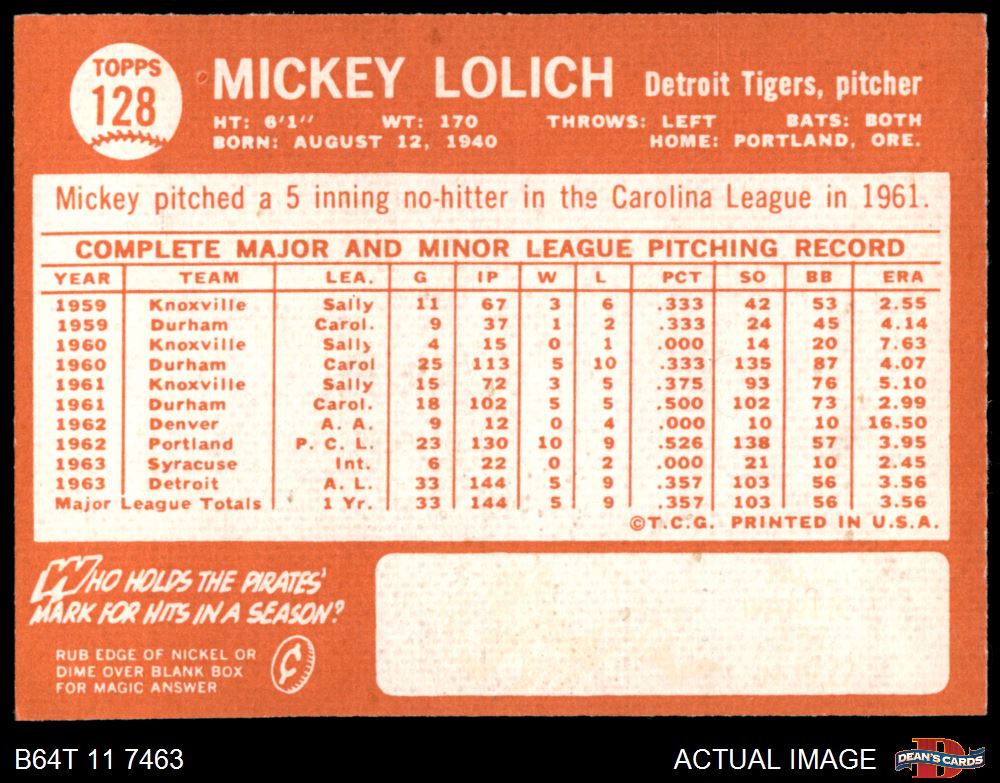 TOPPS
128
MICKEY LOLICH Detroit Tigers, pitcher
HT: 6'1" WT: 170 THROWS: LEFT BATS: BOTH
BORN: AUGUST 12, 1940 HOME: PORTLAND, ORE.
Mickey pitched a 5 inning no-hitter in the Carolina League in 1961.
COMPLETE MAJOR AND MINOR LEAGUE PITCHING RECORD
YEAR TEAM LEA. G IP W L PCT SO BB ERA
1959 Knoxville Sally 11 67 3 6 .333 42 53 2.55
1959 Durham Carol. 9 37 1 2 .333 24 45 4.14
1960 Knoxville Sally 4 15 0 1 .000 14 20 7.63
1960 Durham Carol 25 113 5 10 .333 135 87 4.07
1961 Knoxville Sally 15 72 3 5 .375 93 76 5.10
1961 Durham Carol. 18 102 5 5 .500 102 73 2.99
1962 Denver A. A. 9 12 0 4 .000 10 10 16.50
1962 Portland P. C. L. 23 130 10 9 .526 138 57 3.95
1963 Syracuse Int. 6 22 0 2 .000 21 10 2.45
1963 Detroit A. L. 33 144 5 9 .357 103 56 3.56
Major League Totals 1 Yr. 33 144 5 9 .357 103 56 3.56
©T.C.G. PRINTED IN U.S.A.
WHO HOLDS THE PIRATES'
MARK FOR HITS IN A SEASON?
RUB EDGE OF NICKEL OR
DIME OVER BLANK BOX
FOR MAGIC ANSWER
¢
B64T 11 7463 ACTUAL IMAGE
D
DEAN'S CARDS